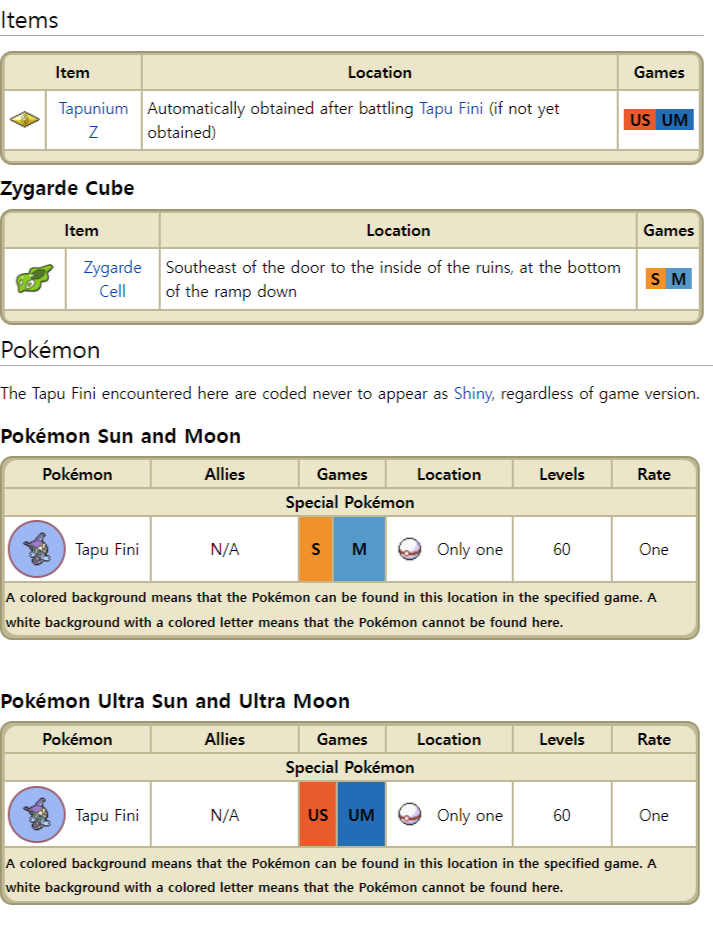 Items
Item Location Games
Tapunium Automatically obtained after battling Tapu Fini (if not yet US UM
Z obtained)
Zygarde Cube
Item Location Games
Zygarde Southeast of the door to the inside of the ruins, at the bottom S M
Cell of the ramp down
Pokémon
The Tapu Fini encountered here are coded never to appear as Shiny, regardless of game version.
Pokémon Sun and Moon
Pokémon Allies Games Location Levels Rate
Special Pokémon
Tapu Fini N/A S M Only one 60 One
A colored background means that the Pokémon can be found in this location in the specified game. A
white background with a colored letter means that the Pokémon cannot be found here.
Pokémon Ultra Sun and Ultra Moon
Pokémon Allies Games Location Levels Rate
Special Pokémon
Tapu Fini N/A US UM Only one 60 One
A colored background means that the Pokémon can be found in this location in the specified game. A
white background with a colored letter means that the Pokémon cannot be found here.